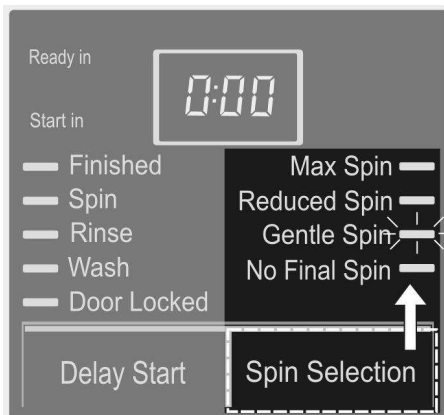 Ready in
0:00
Start in
Finished
Spin
Rinse
Wash
Door Locked
Max Spin
Reduced Spin
Gentle Spin
No Final Spin
Delay Start
Spin Selection